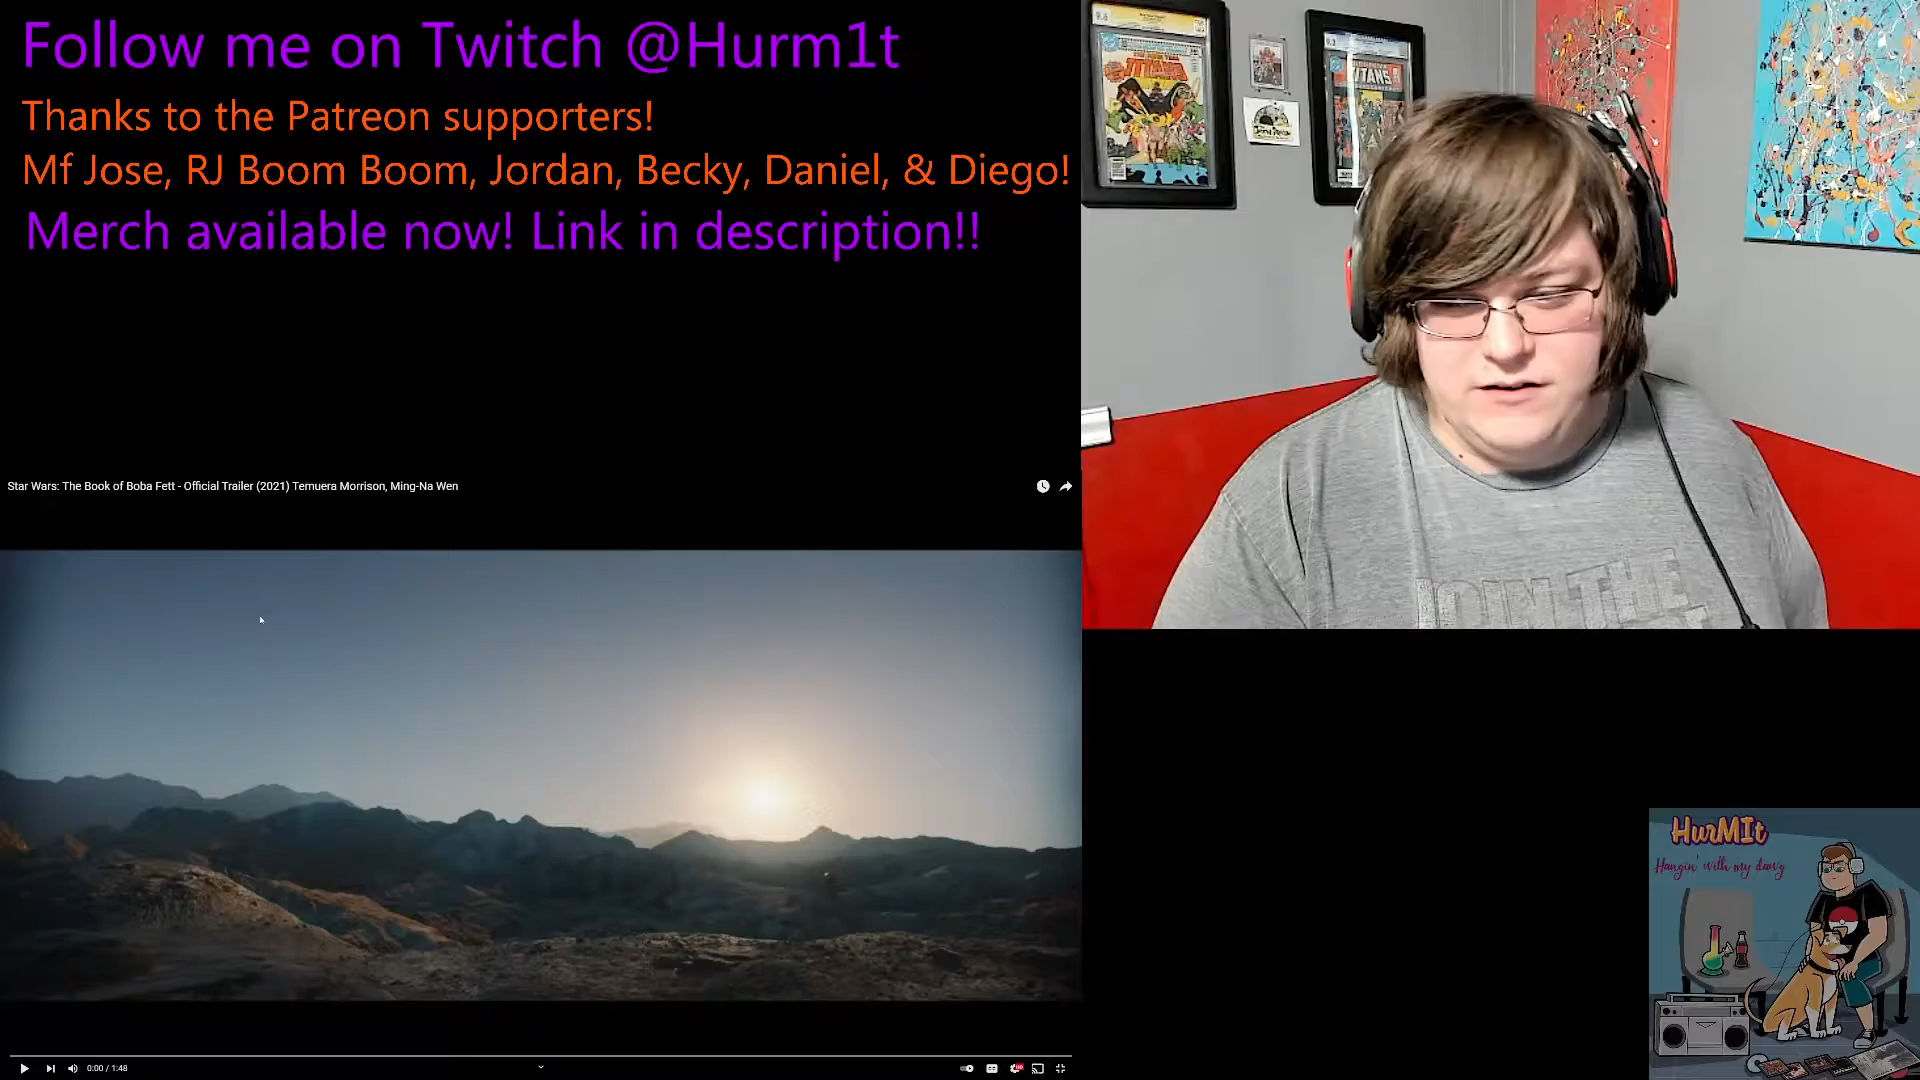 Follow me on Twitch @Hurm1t
Thanks to the Patreon supporters!
Mf Jose, RJ Boom Boom, Jordan, Becky, Daniel, & Diego!
Merch available now! Link in description!!
Star Wars: The Book of Boba Fett - Official Trailer (2021) Temuera Morrison, Ming-Na Wen
0:00 / 1:48
TITANS
TITANS
JOIN THE
HurMIt
Hangin' with my dawg